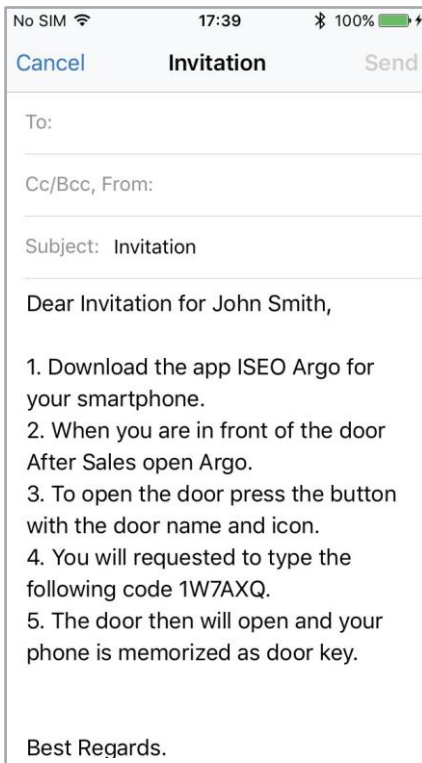 No SIM 17:39 100%
Cancel Invitation Send
To:
Cc/Bcc, From:
Subject: Invitation
Dear Invitation for John Smith,
1. Download the app ISEO Argo for
your smartphone.
2. When you are in front of the door
After Sales open Argo.
3. To open the door press the button
with the door name and icon.
4. You will requested to type the
following code 1W7AXQ.
5. The door then will open and your
phone is memorized as door key.
Best Regards.